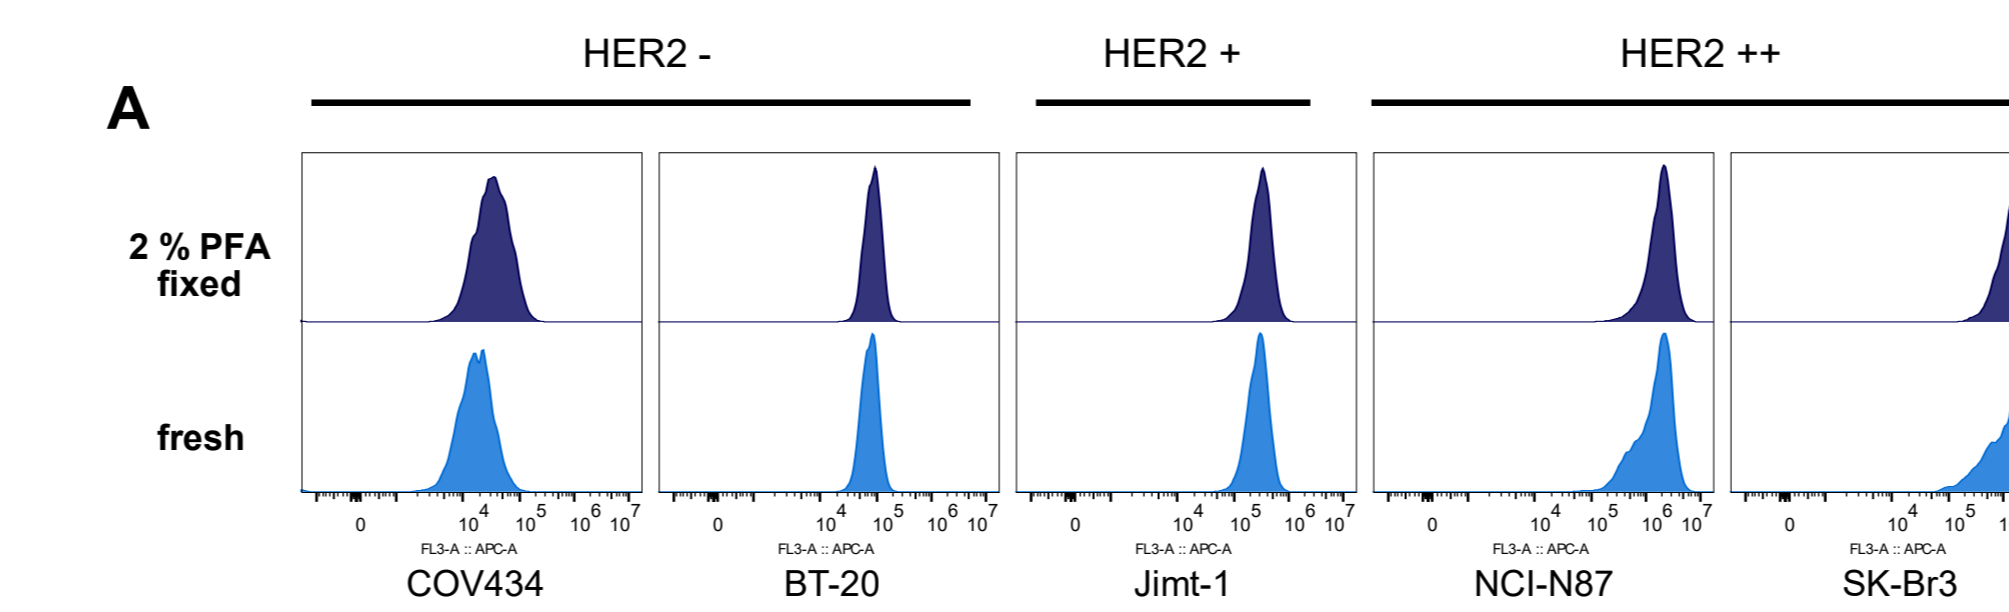 HER2 - HER2 + HER2 ++
A
2 % PFA
fixed
fresh
0 10^4 10^5 10^6 10^7 0 10^4 10^5 10^6 10^7 0 10^4 10^5 10^6 10^7 0 10^4 10^5 10^6 10^7 0 10^4 10^5 1
FL3-A :: APC-A FL3-A :: APC-A FL3-A :: APC-A FL3-A :: APC-A FL3-A :: APC-A
COV434 BT-20 Jimt-1 NCI-N87 SK-Br3